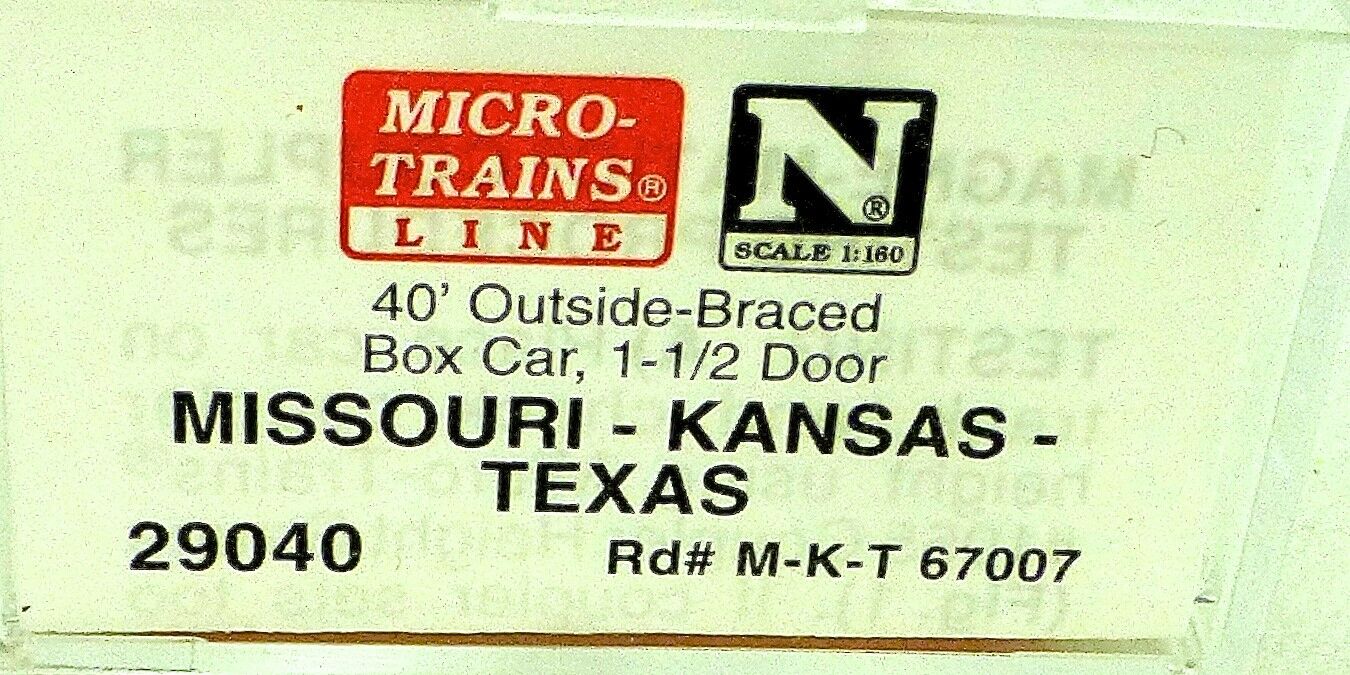 MICRO-
TRAINS®
LINE
N®
SCALE 1:160
40' Outside-Braced
Box Car, 1-1/2 Door
MISSOURI - KANSAS -
TEXAS
29040 Rd# M-K-T 67007